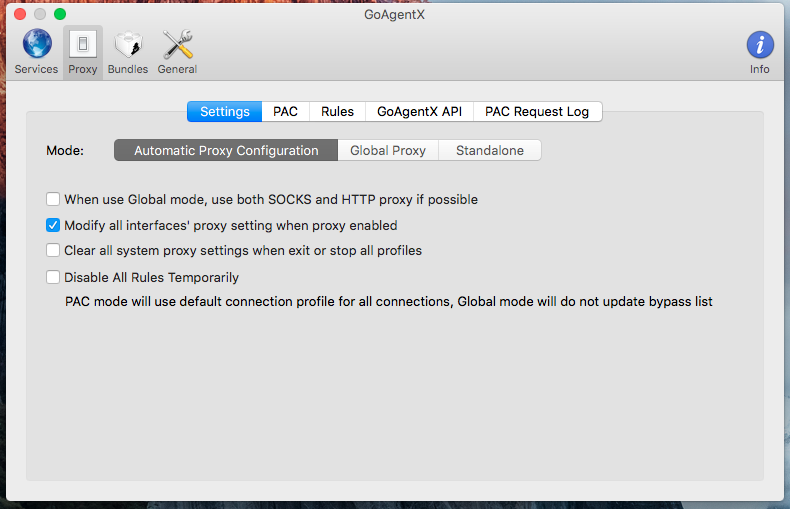 GoAgentX
Services Proxy Bundles General Info
Settings PAC Rules GoAgentX API PAC Request Log
Mode: Automatic Proxy Configuration Global Proxy Standalone
When use Global mode, use both SOCKS and HTTP proxy if possible
Modify all interfaces' proxy setting when proxy enabled
Clear all system proxy settings when exit or stop all profiles
Disable All Rules Temporarily
PAC mode will use default connection profile for all connections, Global mode will do not update bypass list